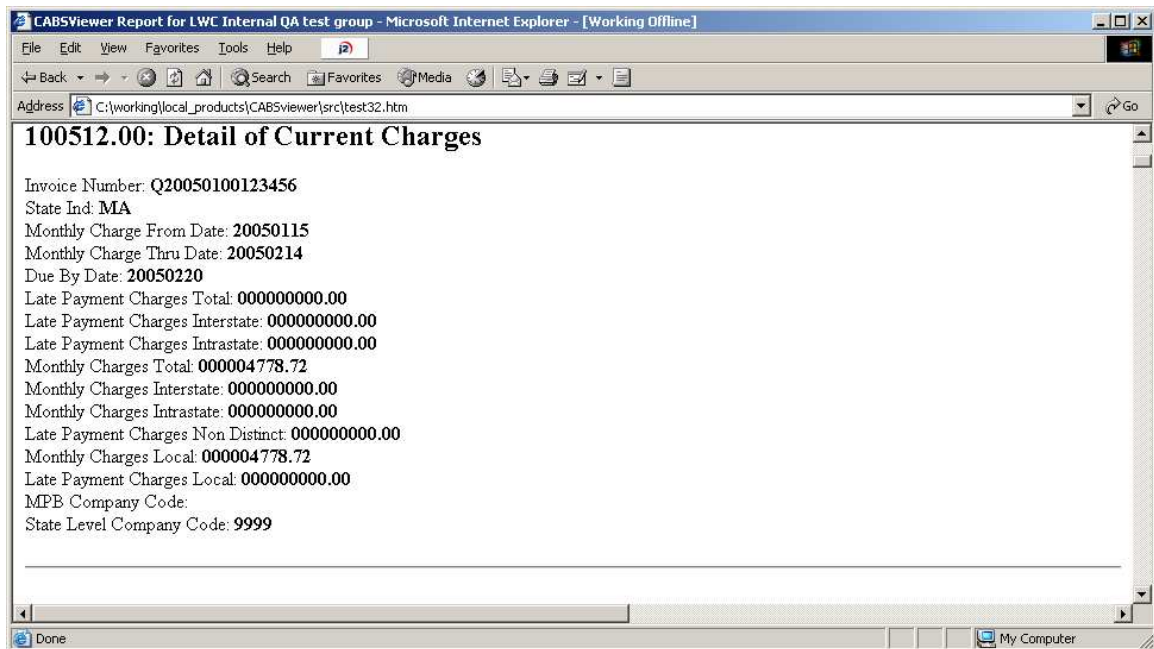 CABSViewer Report for LWC Internal QA test group - Microsoft Internet Explorer - [Working Offline]
File Edit View Favorites Tools Help j2
Back Search Favorites Media
Address C:\working\local_products\CABSviewer\src\test32.htm Go
100512.00: Detail of Current Charges
Invoice Number: Q20050100123456
State Ind: MA
Monthly Charge From Date: 20050115
Monthly Charge Thru Date: 20050214
Due By Date: 20050220
Late Payment Charges Total: 000000000.00
Late Payment Charges Interstate: 000000000.00
Late Payment Charges Intrastate: 000000000.00
Monthly Charges Total: 000004778.72
Monthly Charges Interstate: 000000000.00
Monthly Charges Intrastate: 000000000.00
Late Payment Charges Non Distinct: 000000000.00
Monthly Charges Local: 000004778.72
Late Payment Charges Local: 000000000.00
MPB Company Code:
State Level Company Code: 9999
Done My Computer